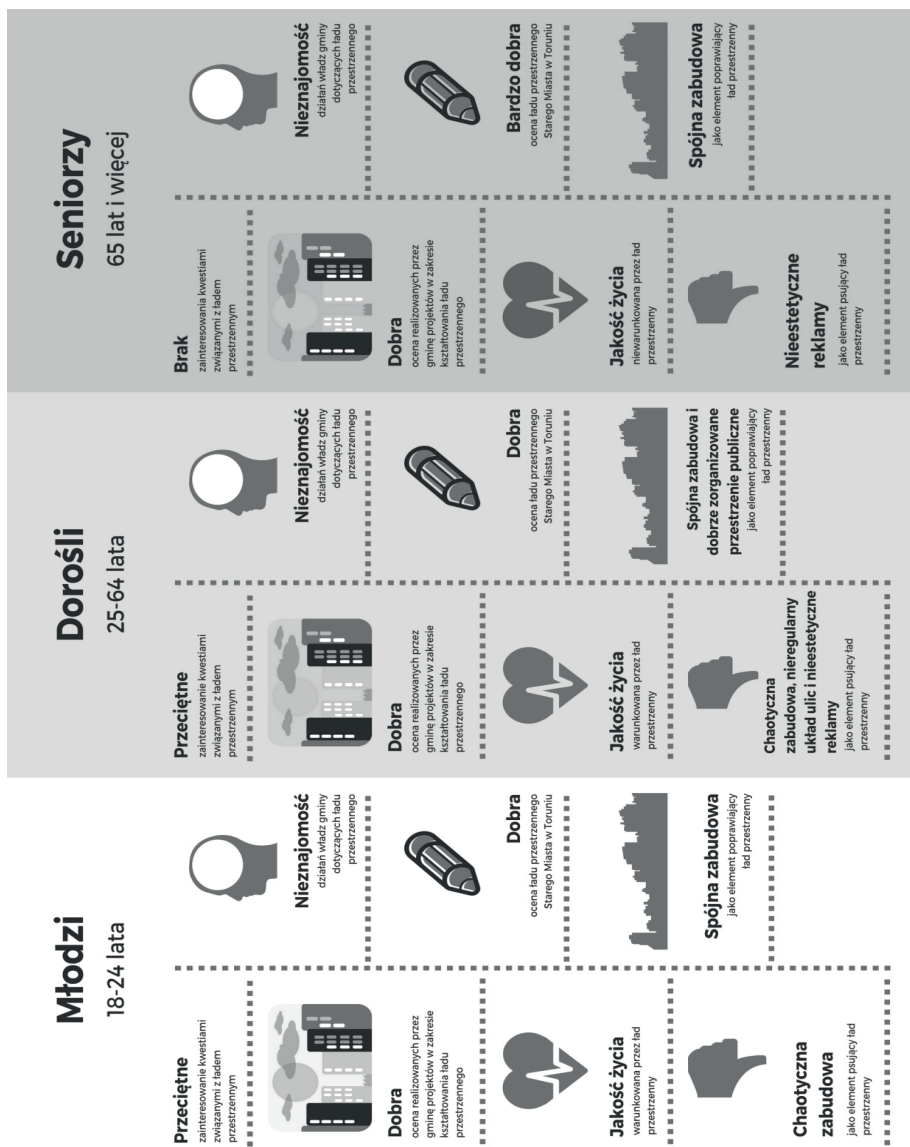 Młodzi
18-24 lata
Przeciętne
zainteresowanie kwestiami
związanymi z ładem
przestrzennym
Nieznajomość
działań władz gminy
dotyczących ładu
przestrzennego
Dobra
ocena realizowanych przez
gminę projektów w zakresie
kształtowania ładu
przestrzennego
Dobra
ocena ładu przestrzennego
Starego Miasta w Toruniu
Jakość życia
warunkowana przez ład
przestrzenny
Spójna zabudowa
jako element poprawiający
ład przestrzenny
Chaotyczna
zabudowa
jako element psujący ład
przestrzenny
Dorośli
25-64 lata
Przeciętne
zainteresowanie kwestiami
związanymi z ładem
przestrzennym
Nieznajomość
działań władz gminy
dotyczących ładu
przestrzennego
Dobra
ocena realizowanych przez
gminę projektów w zakresie
kształtowania ładu
przestrzennego
Dobra
ocena ładu przestrzennego
Starego Miasta w Toruniu
Jakość życia
warunkowana przez ład
przestrzenny
Spójna zabudowa i
dobrze zorganizowane
przestrzenie publiczne
jako element poprawiający
ład przestrzenny
Chaotyczna
zabudowa, nieregularny
układ ulic i nieestetyczne
reklamy
jako element psujący ład
przestrzenny
Seniorzy
65 lat i więcej
Brak
zainteresowania kwestiami
związanymi z ładem
przestrzennym
Nieznajomość
działań władz gminy
dotyczących ładu
przestrzennego
Dobra
ocena realizowanych przez
gminę projektów w zakresie
kształtowania ładu
przestrzennego
Bardzo dobra
ocena ładu przestrzennego
Starego Miasta w Toruniu
Jakość życia
niewarunkowana przez ład
przestrzenny
Spójna zabudowa
jako element poprawiający
ład przestrzenny
Nieestetyczne
reklamy
jako element psujący ład
przestrzenny